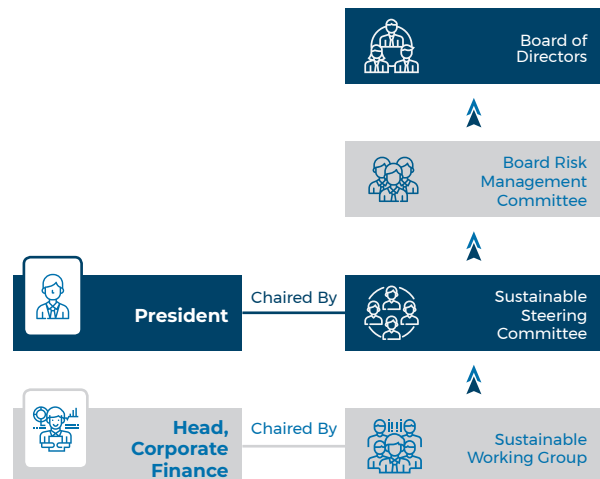 Board of
Directors
Board Risk
Management
Committee
President
Chaired By
Sustainable
Steering
Committee
Head,
Corporate
Finance
Chaired By
Sustainable
Working Group